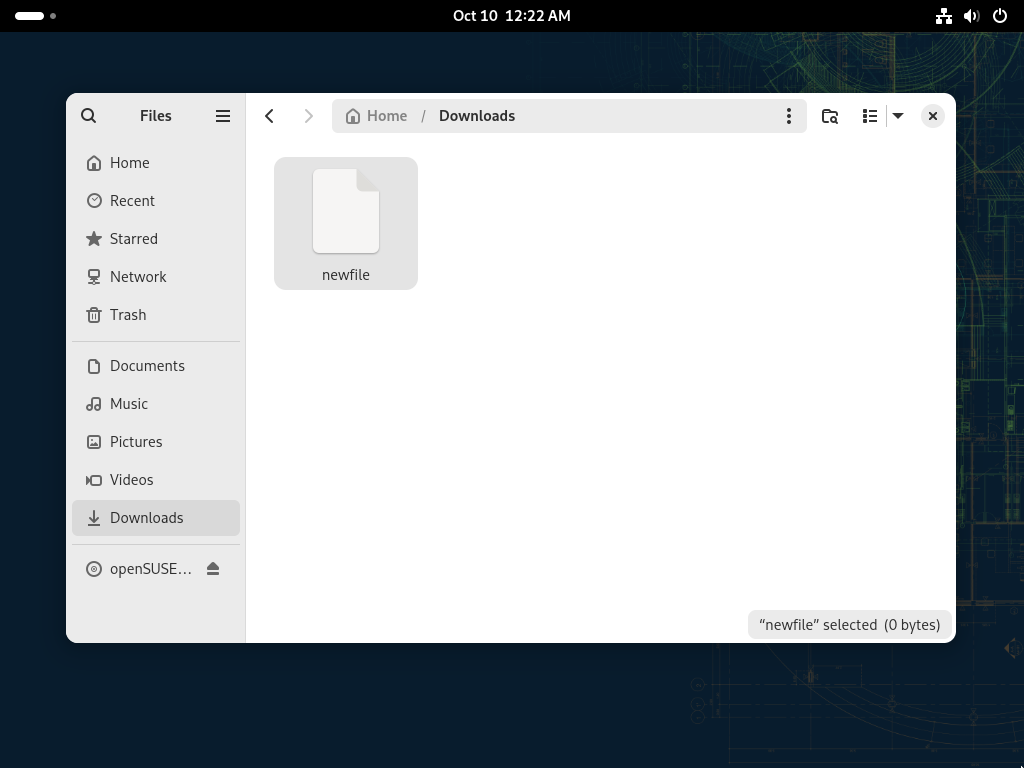 Oct 10 12:22 AM
Files
Home / Downloads
Home
Recent
Starred
Network
Trash
Documents
Music
Pictures
Videos
Downloads
openSUSE…
newfile
“newfile” selected (0 bytes)